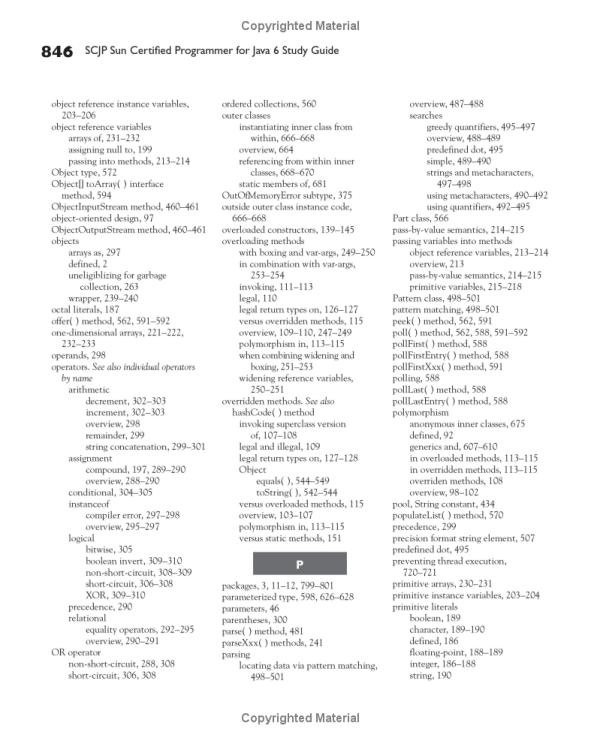 Copyrighted Material
846 SCJP Sun Certified Programmer for Java 6 Study Guide
object reference instance variables,
203–206
object reference variables
arrays of, 231–232
assigning null to, 199
passing into methods, 213–214
Object type, 572
Object[] toArray( ) interface
method, 594
ObjectInputStream method, 460–461
object-oriented design, 97
ObjectOutputStream method, 460–461
objects
arrays as, 297
defined, 2
uneligiblizing for garbage
collection, 263
wrapper, 239–240
octal literals, 187
offer( ) method, 562, 591–592
one-dimensional arrays, 221–222,
232–233
operands, 298
operators. See also individual operators
by name
arithmetic
decrement, 302–303
increment, 302–303
overview, 298
remainder, 299
string concatenation, 299–301
assignment
compound, 197, 289–290
overview, 288–290
conditional, 304–305
instanceof
compiler error, 297–298
overview, 295–297
logical
bitwise, 305
boolean invert, 309–310
non-short-circuit, 308–309
short-circuit, 306–308
XOR, 309–310
precedence, 290
relational
equality operators, 292–295
overview, 290–291
OR operator
non-short-circuit, 288, 308
short-circuit, 306, 308
ordered collections, 560
outer classes
instantiating inner class from
within, 666–668
overview, 664
referencing from within inner
classes, 668–670
static members of, 681
OutOfMemoryError subtype, 375
outside outer class instance code,
666–668
overloaded constructors, 139–145
overloading methods
with boxing and var-args, 249–250
in combination with var-args,
253–254
invoking, 111–113
legal, 110
legal return types on, 126–127
versus overridden methods, 115
overview, 109–110, 247–249
polymorphism in, 113–115
when combining widening and
boxing, 251–253
widening reference variables,
250–251
overridden methods. See also
hashCode( ) method
invoking superclass version
of, 107–108
legal and illegal, 109
legal return types on, 127–128
Object
equals( ), 544–549
toString( ), 542–544
versus overloaded methods, 115
overview, 103–107
polymorphism in, 113–115
versus static methods, 151
P
packages, 3, 11–12, 799–801
parameterized type, 598, 626–628
parameters, 46
parentheses, 300
parse( ) method, 481
parseXxx( ) methods, 241
parsing
locating data via pattern matching,
498–501
overview, 487–488
searches
greedy quantifiers, 495–497
overview, 488–489
predefined dot, 495
simple, 489–490
strings and metacharacters,
497–498
using metacharacters, 490–492
using quantifiers, 492–495
Part class, 566
pass-by-value semantics, 214–215
passing variables into methods
object reference variables, 213–214
overview, 213
pass-by-value semantics, 214–215
primitive variables, 215–218
Pattern class, 498–501
pattern matching, 498–501
peek( ) method, 562, 591
poll( ) method, 562, 588, 591–592
pollFirst( ) method, 588
pollFirstEntry( ) method, 588
pollFirstXxx( ) method, 591
polling, 588
pollLast( ) method, 588
pollLastEntry( ) method, 588
polymorphism
anonymous inner classes, 675
defined, 92
generics and, 607–610
in overloaded methods, 113–115
in overridden methods, 113–115
overriden methods, 108
overview, 98–102
pool, String constant, 434
populateList( ) method, 570
precedence, 299
precision format string element, 507
predefined dot, 495
preventing thread execution,
720–721
primitive arrays, 230–231
primitive instance variables, 203–204
primitive literals
boolean, 189
character, 189–190
defined, 186
floating-point, 188–189
integer, 186–188
string, 190
Copyrighted Material